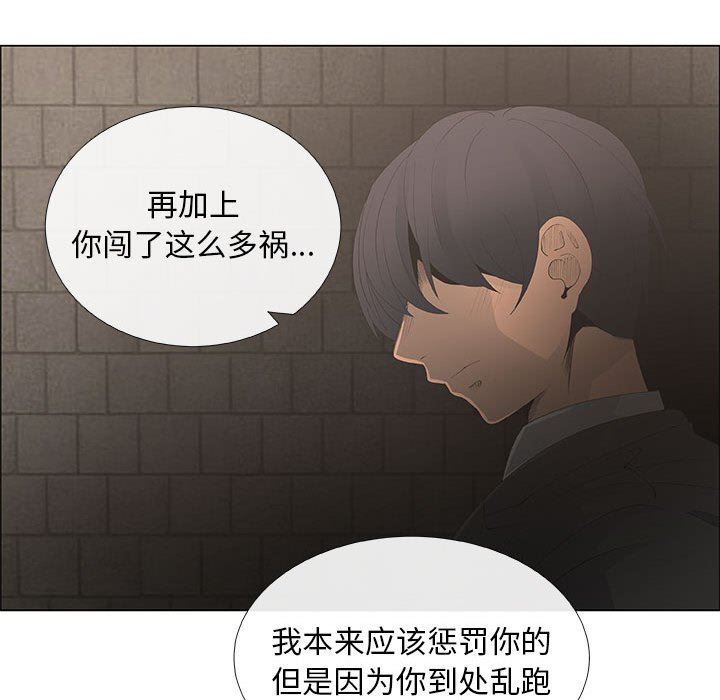 再加上
你闯了这么多祸...
我本来应该惩罚你的
但是因为你到处乱跑